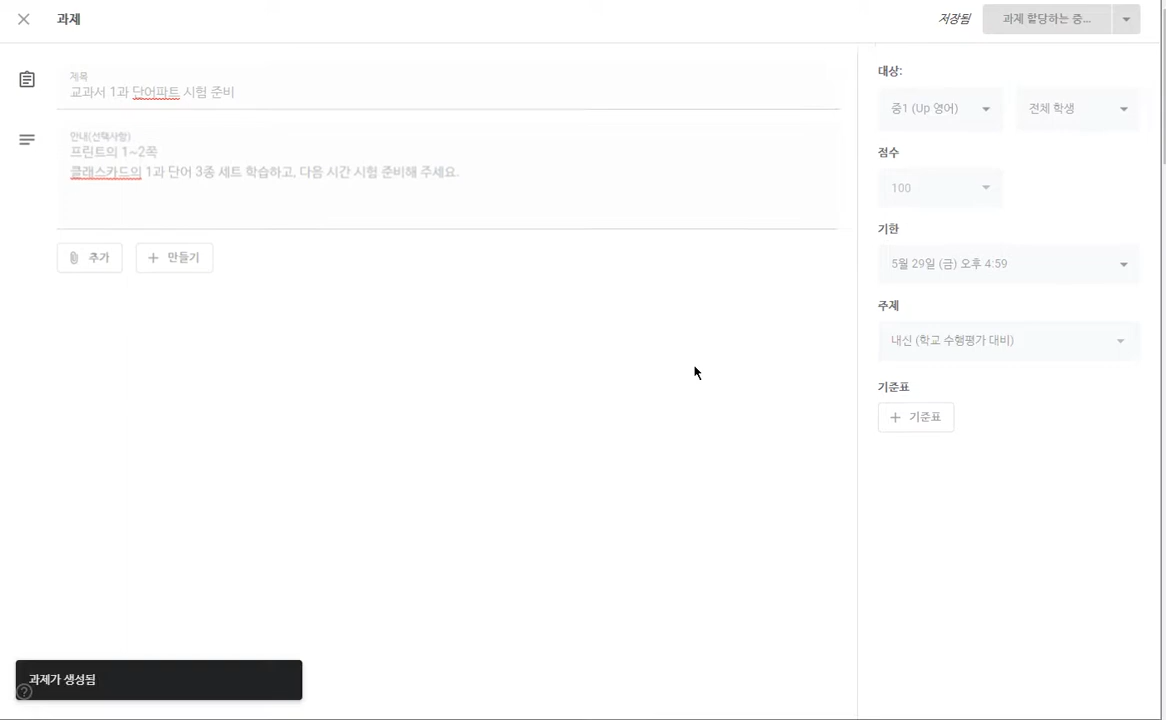 과제
저장됨
과제 할당하는 중...
제목
교과서 1과 단어파트 시험 준비
안내(선택사항)
프린트의 1~2쪽
클래스카드의 1과 단어 3종 세트 학습하고, 다음 시간 시험 준비해 주세요.
추가
만들기
대상:
중1 (Up 영어)
전체 학생
점수
100
기한
5월 29일 (금) 오후 4:59
주제
내신 (학교 수행평가 대비)
기준표
기준표
과제가 생성됨